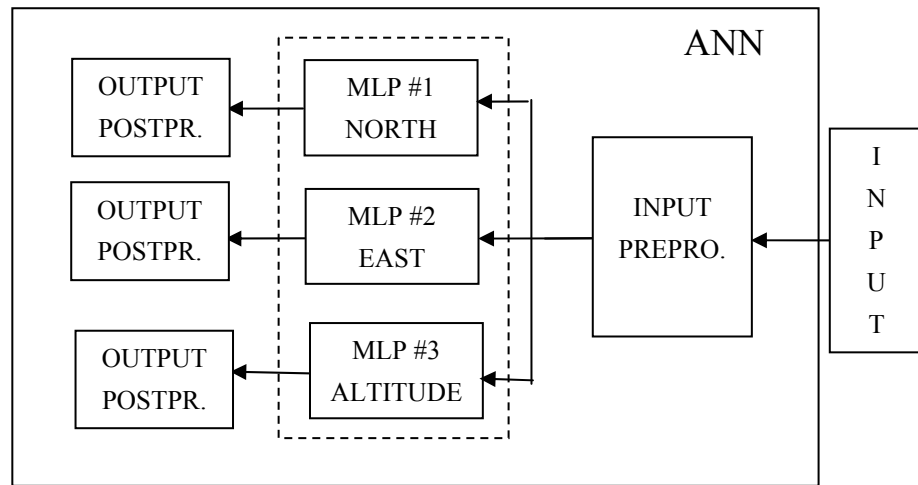 ANN
OUTPUT
POSTPR.
MLP #1
NORTH
OUTPUT
POSTPR.
MLP #2
EAST
INPUT
PREPRO.
I
N
P
U
T
OUTPUT
POSTPR.
MLP #3
ALTITUDE